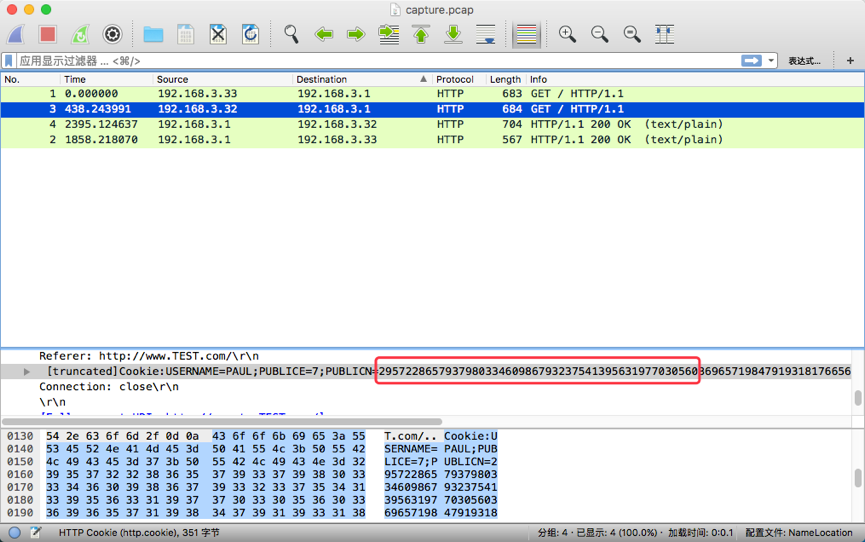 capture.pcap
应用显示过滤器 … <⌘/>
表达式… +
No. Time Source Destination Protocol Length Info
1 0.000000 192.168.3.33 192.168.3.1 HTTP 683 GET / HTTP/1.1
3 438.243991 192.168.3.32 192.168.3.1 HTTP 684 GET / HTTP/1.1
4 2395.124637 192.168.3.1 192.168.3.32 HTTP 704 HTTP/1.1 200 OK (text/plain)
2 1858.218070 192.168.3.1 192.168.3.33 HTTP 567 HTTP/1.1 200 OK (text/plain)
Referer: http://www.TEST.com/\r\n
[truncated]Cookie:USERNAME=PAUL;PUBLICE=7;PUBLICN=29572286579379803346098679323754139563197703056036965719847919318176656
Connection: close\r\n
\r\n
0130 54 2e 63 6f 6d 2f 0d 0a 43 6f 6f 6b 69 65 3a 55 T.com/.. Cookie:U
0140 53 45 52 4e 41 4d 45 3d 50 41 55 4c 3b 50 55 42 SERNAME= PAUL;PUB
0150 4c 49 43 45 3d 37 3b 50 55 42 4c 49 43 4e 3d 32 LICE=7;P UBLICN=2
0160 39 35 37 32 32 38 36 35 37 39 33 37 39 38 30 33 95722865 79379803
0170 33 34 36 30 39 38 36 37 39 33 32 33 37 35 34 31 34609867 93237541
0180 33 39 35 36 33 31 39 37 37 30 33 30 35 36 30 33 39563197 70305603
0190 36 39 36 35 37 31 39 38 34 37 39 31 39 33 31 38 69657198 47919318
HTTP Cookie (http.cookie), 351 字节 分组: 4 · 已显示: 4 (100.0%) · 加载时间: 0:0.1 配置文件: NameLocation